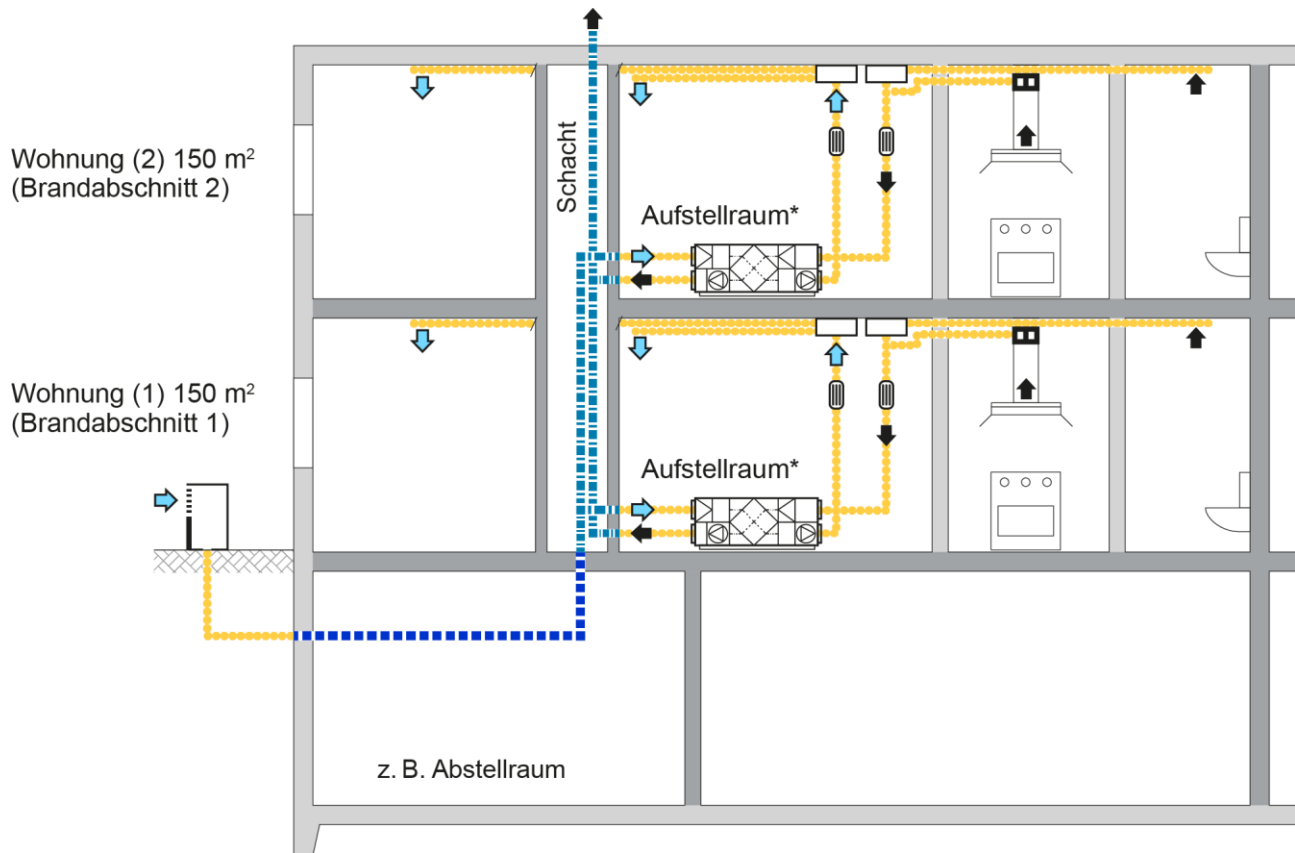 Wohnung (2) 150 m²
(Brandabschnitt 2)
Schacht
Aufstellraum*
Wohnung (1) 150 m²
(Brandabschnitt 1)
Aufstellraum*
z. B. Abstellraum